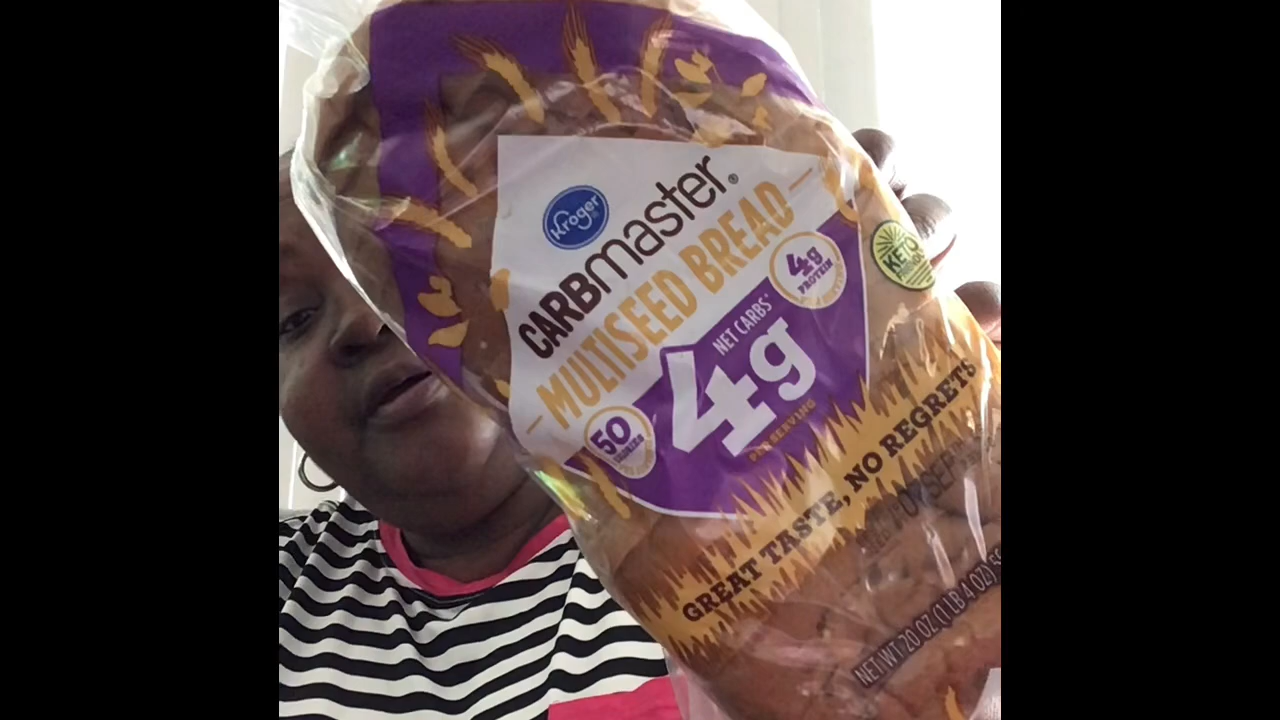 Kroger®
CARBmaster®
MULTISEED BREAD
4g
PROTEIN
NET CARBS*
4g
PER SERVING
50
CALORIES
KETO
GREAT TASTE, NO REGRETS
NET WT 20 OZ (1 LB 4 OZ)